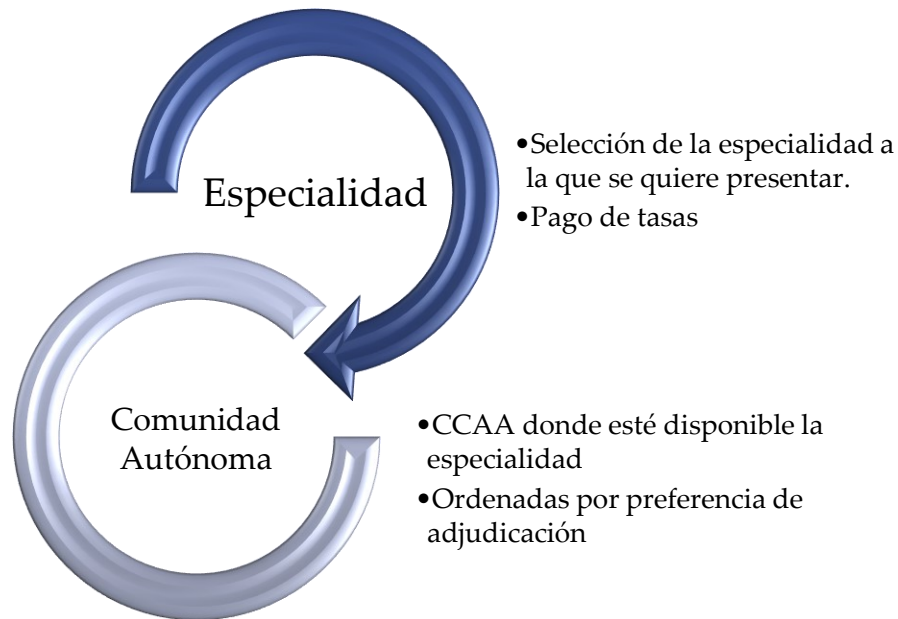 Especialidad
•Selección de la especialidad a
la que se quiere presentar.
•Pago de tasas
Comunidad
Autónoma
•CCAA donde esté disponible la
especialidad
•Ordenadas por preferencia de
adjudicación